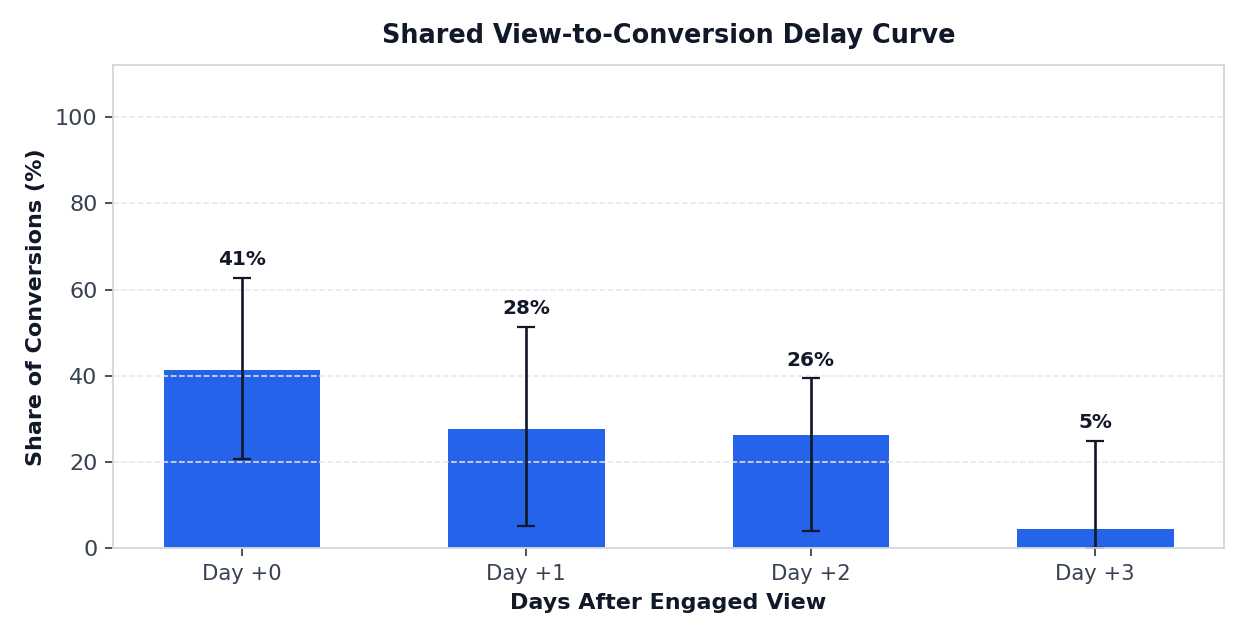 Shared View-to-Conversion Delay Curve
Share of Conversions (%)
100
80
60
40
20
0
41%
28%
26%
5%
Day +0
Day +1
Day +2
Day +3
Days After Engaged View